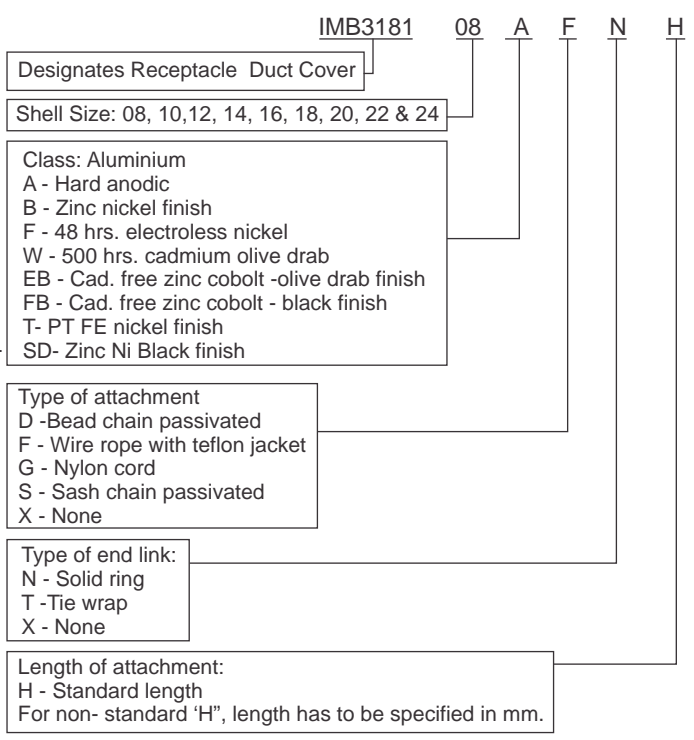 IMB3181 08 A F N H
Designates Receptacle Duct Cover
Shell Size: 08, 10,12, 14, 16, 18, 20, 22 & 24
Class: Aluminium
A - Hard anodic
B - Zinc nickel finish
F - 48 hrs. electroless nickel
W - 500 hrs. cadmium olive drab
EB - Cad. free zinc cobolt -olive drab finish
FB - Cad. free zinc cobolt - black finish
T- PT FE nickel finish
SD- Zinc Ni Black finish
Type of attachment
D -Bead chain passivated
F - Wire rope with teflon jacket
G - Nylon cord
S - Sash chain passivated
X - None
Type of end link:
N - Solid ring
T -Tie wrap
X - None
Length of attachment:
H - Standard length
For non- standard ‘H”, length has to be specified in mm.